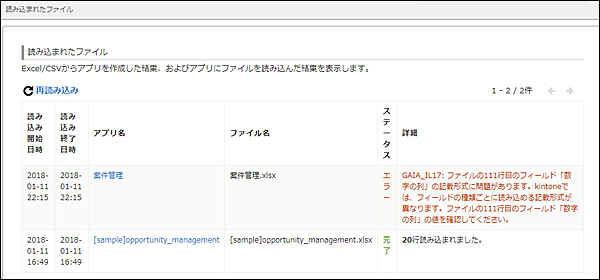 読み込まれたファイル
読み込まれたファイル
Excel/CSVからアプリを作成した結果、およびアプリにファイルを読み込んだ結果を表示します。
再読み込み
1 - 2 / 2件
読み込み開始日時 読み込み終了日時 アプリ名 ファイル名 ステータス 詳細
2018-01-11 22:15 2018-01-11 22:15 案件管理 案件管理.xlsx エラー GAIA_IL17: ファイルの111行目のフィールド「数字の列」の記載形式に問題があります。kintoneでは、フィールドの種類ごとに読み込める記載形式が異なります。ファイルの111行目のフィールド「数字の列」の値を確認してください。
2018-01-11 16:49 2018-01-11 16:49 [sample]opportunity_management [sample]opportunity_management.xlsx 完了 20行読み込まれました。